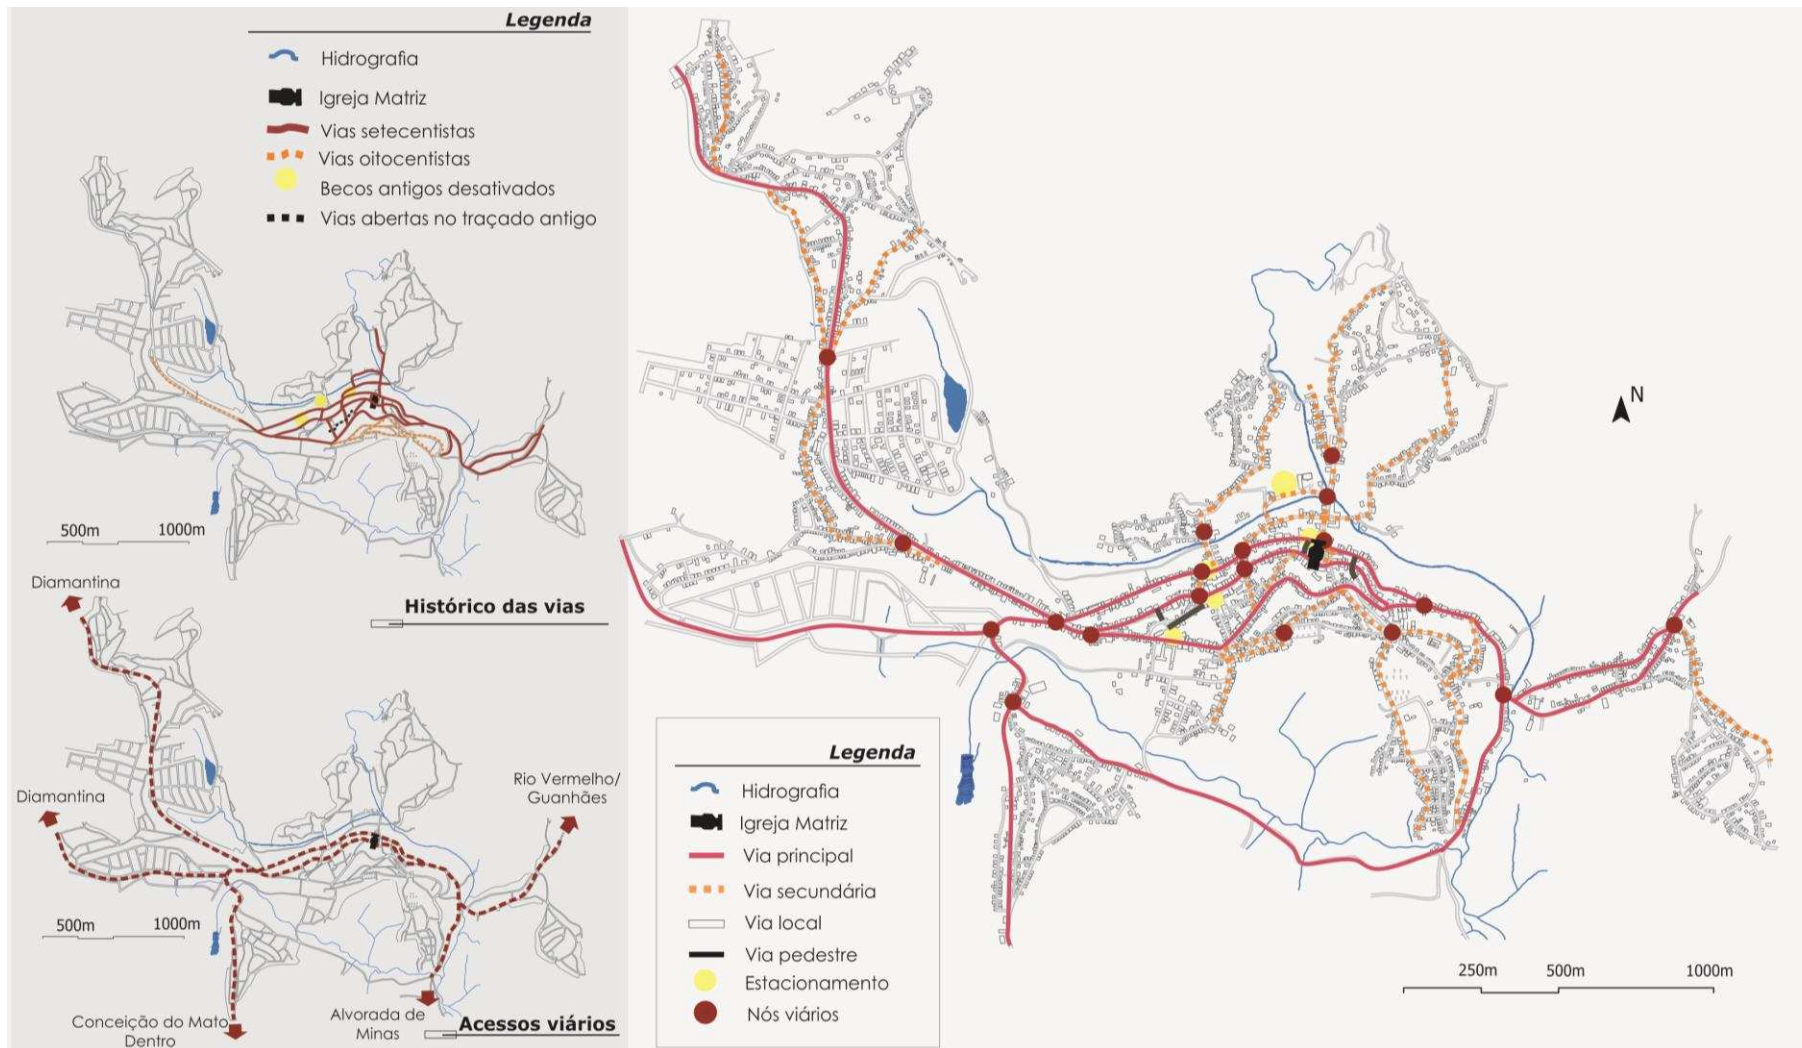 Legenda
Hidrografia
Igreja Matriz
Vias setecentistas
Vias oitocentistas
Becos antigos desativados
Vias abertas no traçado antigo
500m
1000m
Histórico das vias
Diamantina
Diamantina
Rio Vermelho/
Guanhães
500m
1000m
Conceição do Mato
Dentro
Alvorada de
Minas
Acessos viários
N
Legenda
Hidrografia
Igreja Matriz
Via principal
Via secundária
Via local
Via pedestre
Estacionamento
Nós viários
250m
500m
1000m